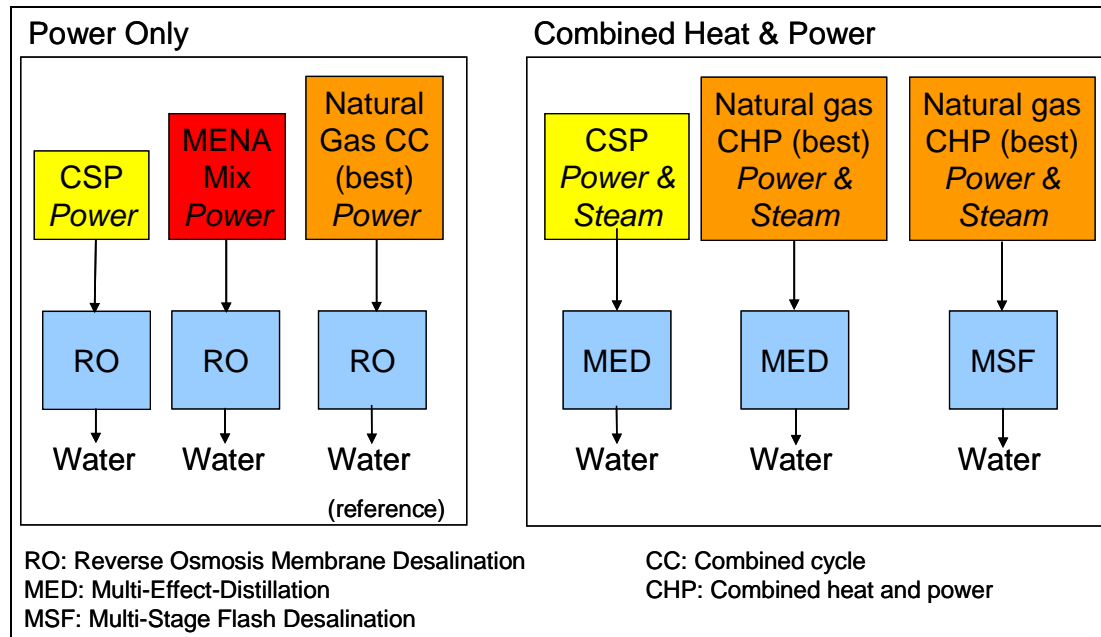 Power Only
CSP
Power
MENA
Mix
Power
Natural
Gas CC
(best)
Power
RO
RO
RO
Water
Water
Water
(reference)
Combined Heat & Power
CSP
Power &
Steam
Natural gas
CHP (best)
Power &
Steam
Natural gas
CHP (best)
Power &
Steam
MED
MED
MSF
Water
Water
Water
RO: Reverse Osmosis Membrane Desalination
MED: Multi-Effect-Distillation
MSF: Multi-Stage Flash Desalination
CC: Combined cycle
CHP: Combined heat and power